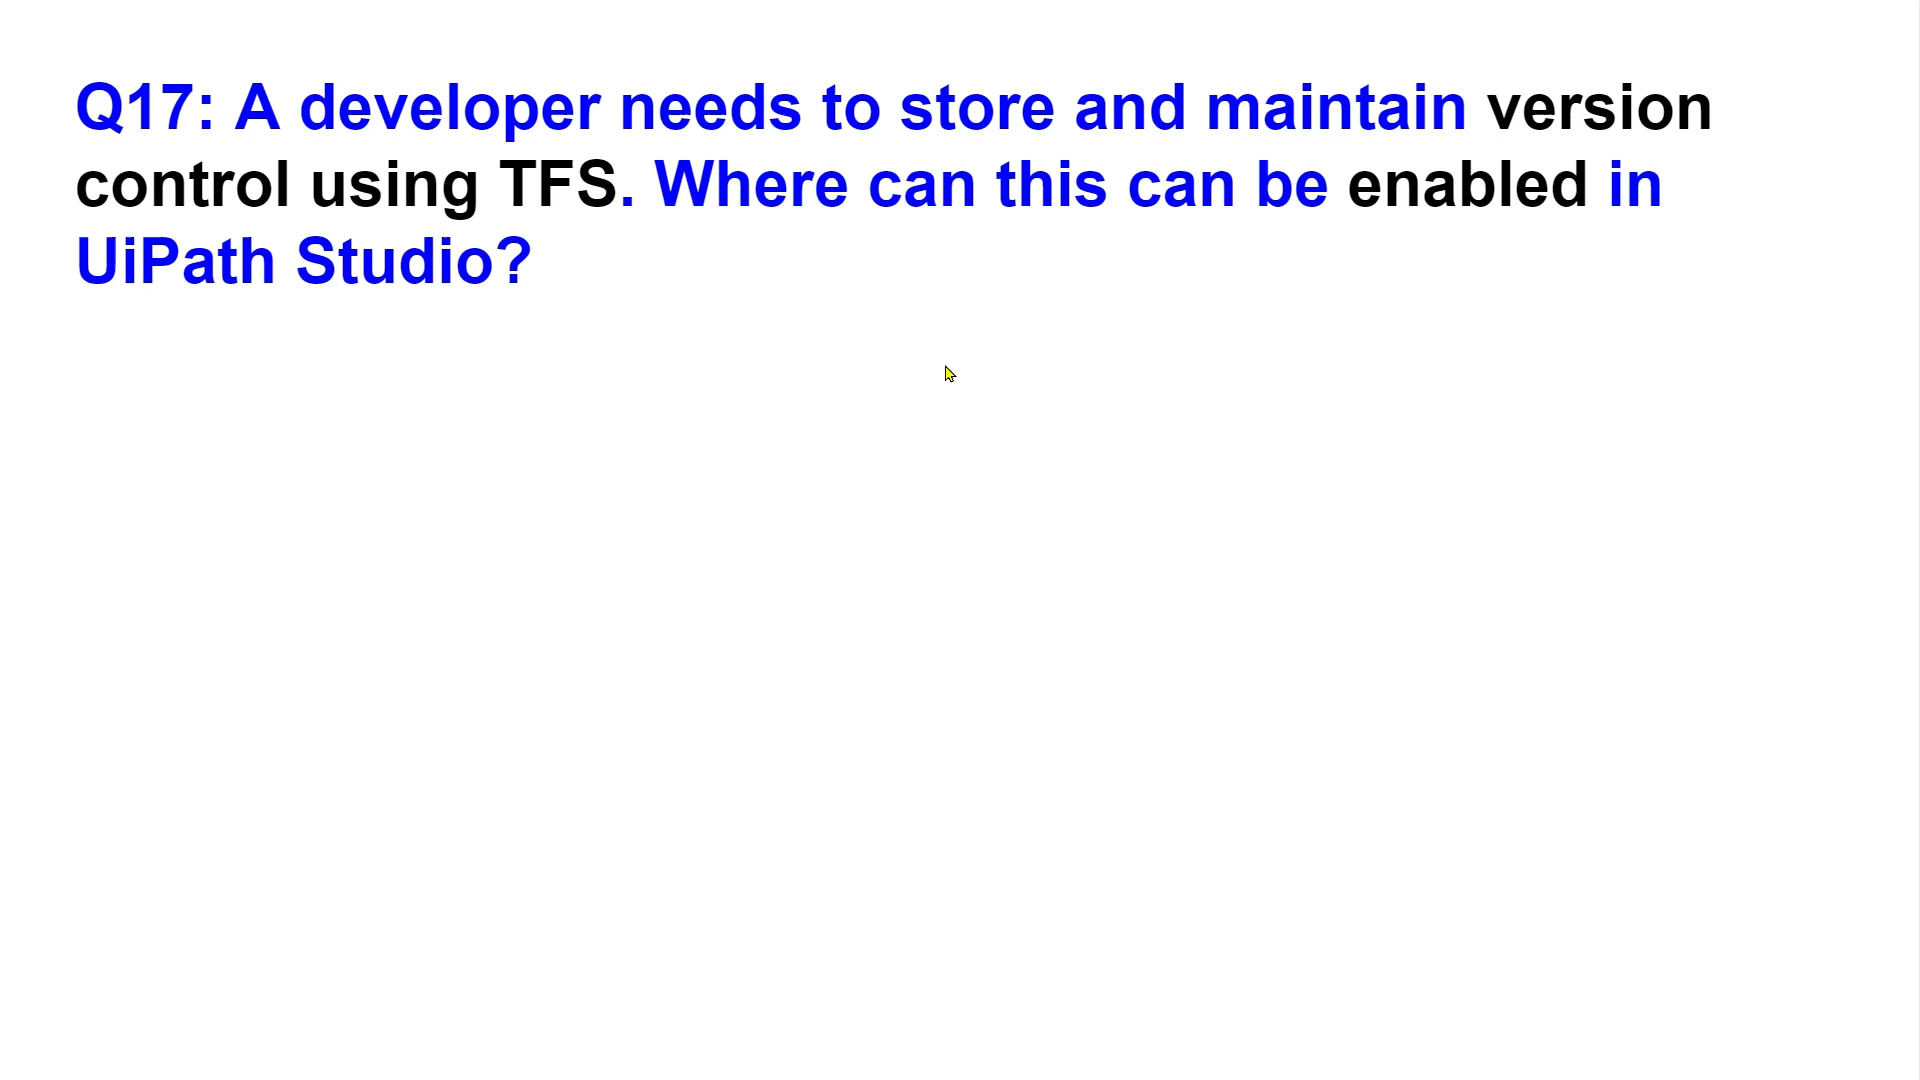 Q17: A developer needs to store and maintain version
control using TFS. Where can this can be enabled in
UiPath Studio?